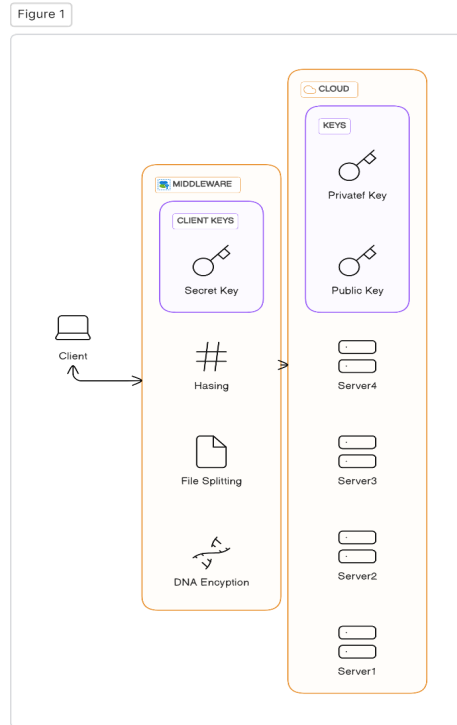 Figure 1
CLOUD
KEYS
Privatef Key
Public Key
MIDDLEWARE
CLIENT KEYS
Secret Key
Client
Hasing
Server4
File Splitting
Server3
DNA Encyption
Server2
Server1